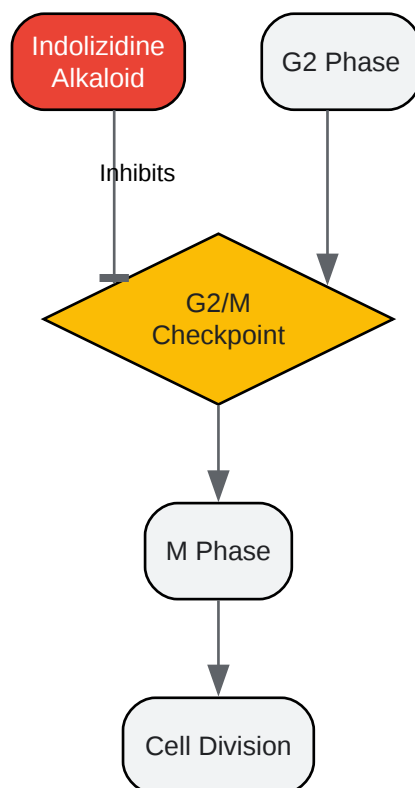 Indolizidine
Alkaloid
G2 Phase
Inhibits
G2/M
Checkpoint
M Phase
Cell Division